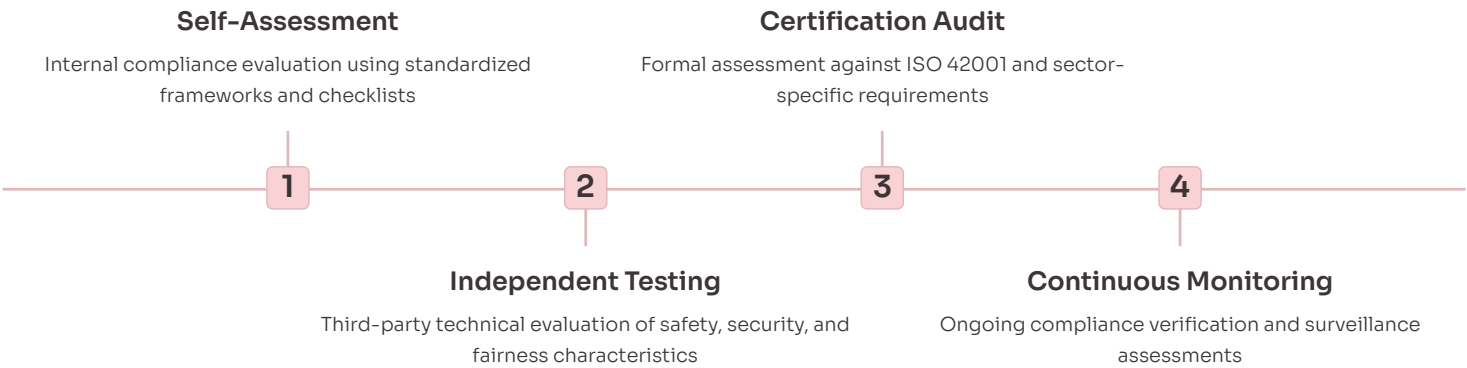 Self-Assessment
Internal compliance evaluation using standardized
frameworks and checklists
1
2
Independent Testing
Third-party technical evaluation of safety, security, and
fairness characteristics
Certification Audit
Formal assessment against ISO 42001 and sector-
specific requirements
3
4
Continuous Monitoring
Ongoing compliance verification and surveillance
assessments